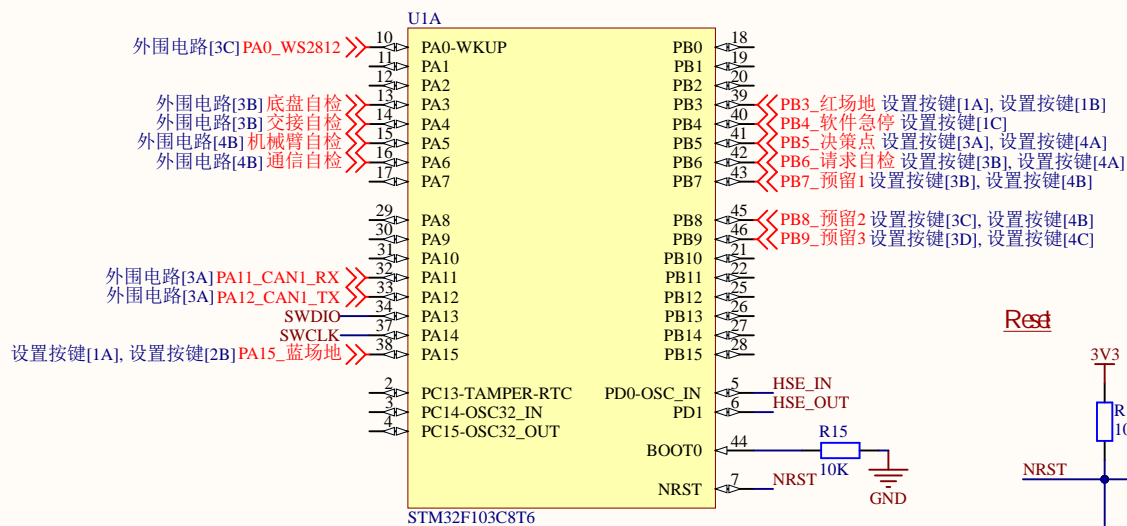 U1A
外围电路[3C] PA0_WS2812 10 PA0-WKUP PB0 18
11 PA1 PB1 19
12 PA2 PB2 20
外围电路[3B] 底盘自检 13 PA3 PB3 39 PB3_红场地 设置按键[1A], 设置按键[1B]
外围电路[3B] 交接自检 14 PA4 PB4 40 PB4_软件急停 设置按键[1C]
外围电路[4B] 机械臂自检 15 PA5 PB5 41 PB5_决策点 设置按键[3A], 设置按键[4A]
外围电路[4B] 通信自检 16 PA6 PB6 42 PB6_请求自检 设置按键[3B], 设置按键[4A]
17 PA7 PB7 43 PB7_预留1 设置按键[3B], 设置按键[4B]
29 PA8 PB8 45 PB8_预留2 设置按键[3C], 设置按键[4B]
30 PA9 PB9 46 PB9_预留3 设置按键[3D], 设置按键[4C]
31 PA10 PB10 21
外围电路[3A] PA11_CAN1_RX 32 PA11 PB11 22
外围电路[3A] PA12_CAN1_TX 33 PA12 PB12 25
SWDIO 34 PA13 PB13 26
SWCLK 37 PA14 PB14 27
设置按键[1A], 设置按键[2B] PA15_蓝场地 38 PA15 PB15 28
Reset
3V3
2 PC13-TAMPER-RTC PD0-OSC_IN 5 HSE_IN
3 PC14-OSC32_IN PD1 6 HSE_OUT
4 PC15-OSC32_OUT
R15
BOOT0 44
10K
GND
NRST 7 NRST
NRST
STM32F103C8T6